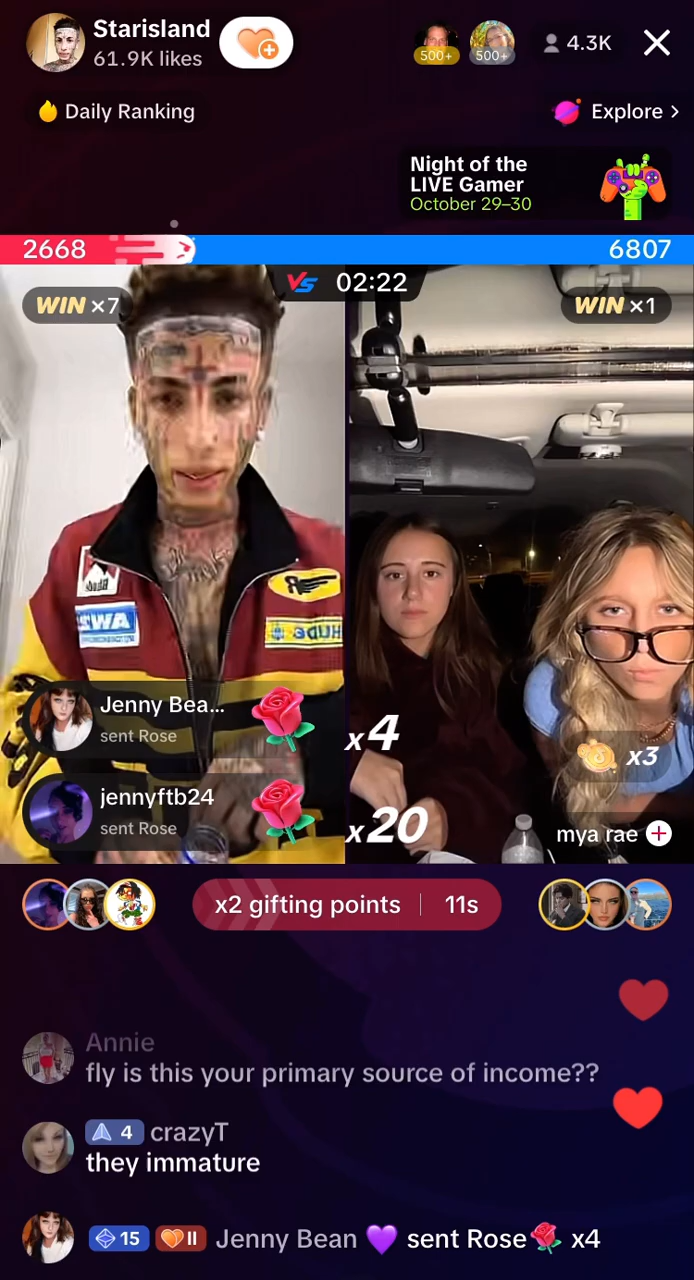 Starisland
61.9K likes
500+
500+
4.3K
Daily Ranking
Explore >
Night of the
LIVE Gamer
October 29–30
2668
6807
VS 02:22
WIN ×7
WIN ×1
Jenny Bea...
sent Rose
x4
x3
jennyftb24
sent Rose
x20
mya rae
x2 gifting points | 11s
Annie
fly is this your primary source of income??
4 crazyT
they immature
15 II Jenny Bean 💜 sent Rose🌹 x4